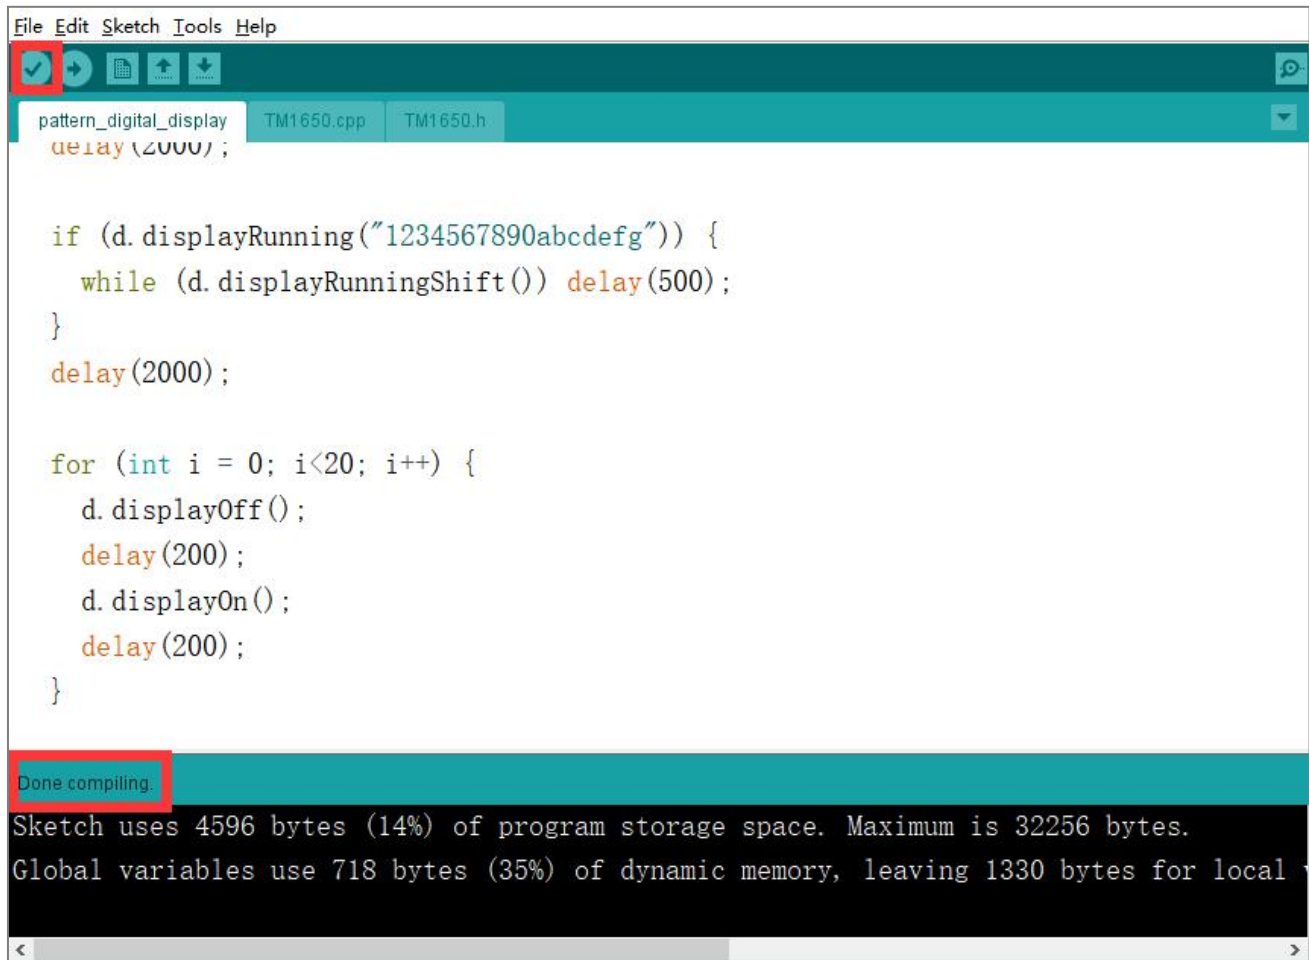 File Edit Sketch Tools Help
pattern_digital_display TM1650.cpp TM1650.h
delay(2000);
if (d.displayRunning("1234567890abcdefg")) {
while (d.displayRunningShift()) delay(500);
}
delay(2000);
for (int i = 0; i<20; i++) {
d.displayOff();
delay(200);
d.displayOn();
delay(200);
}
Done compiling.
Sketch uses 4596 bytes (14%) of program storage space. Maximum is 32256 bytes.
Global variables use 718 bytes (35%) of dynamic memory, leaving 1330 bytes for local